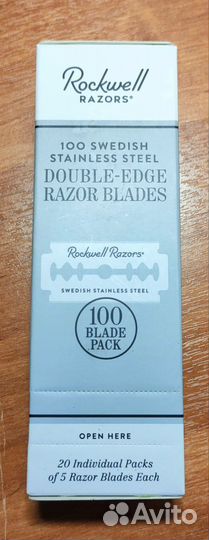 Rockwell
RAZORS®
100 SWEDISH
STAINLESS STEEL
DOUBLE-EDGE
RAZOR BLADES
Rockwell Razors®
SWEDISH STAINLESS STEEL
100
BLADE
PACK
OPEN HERE
20 Individual Packs
of 5 Razor Blades Each
Avito